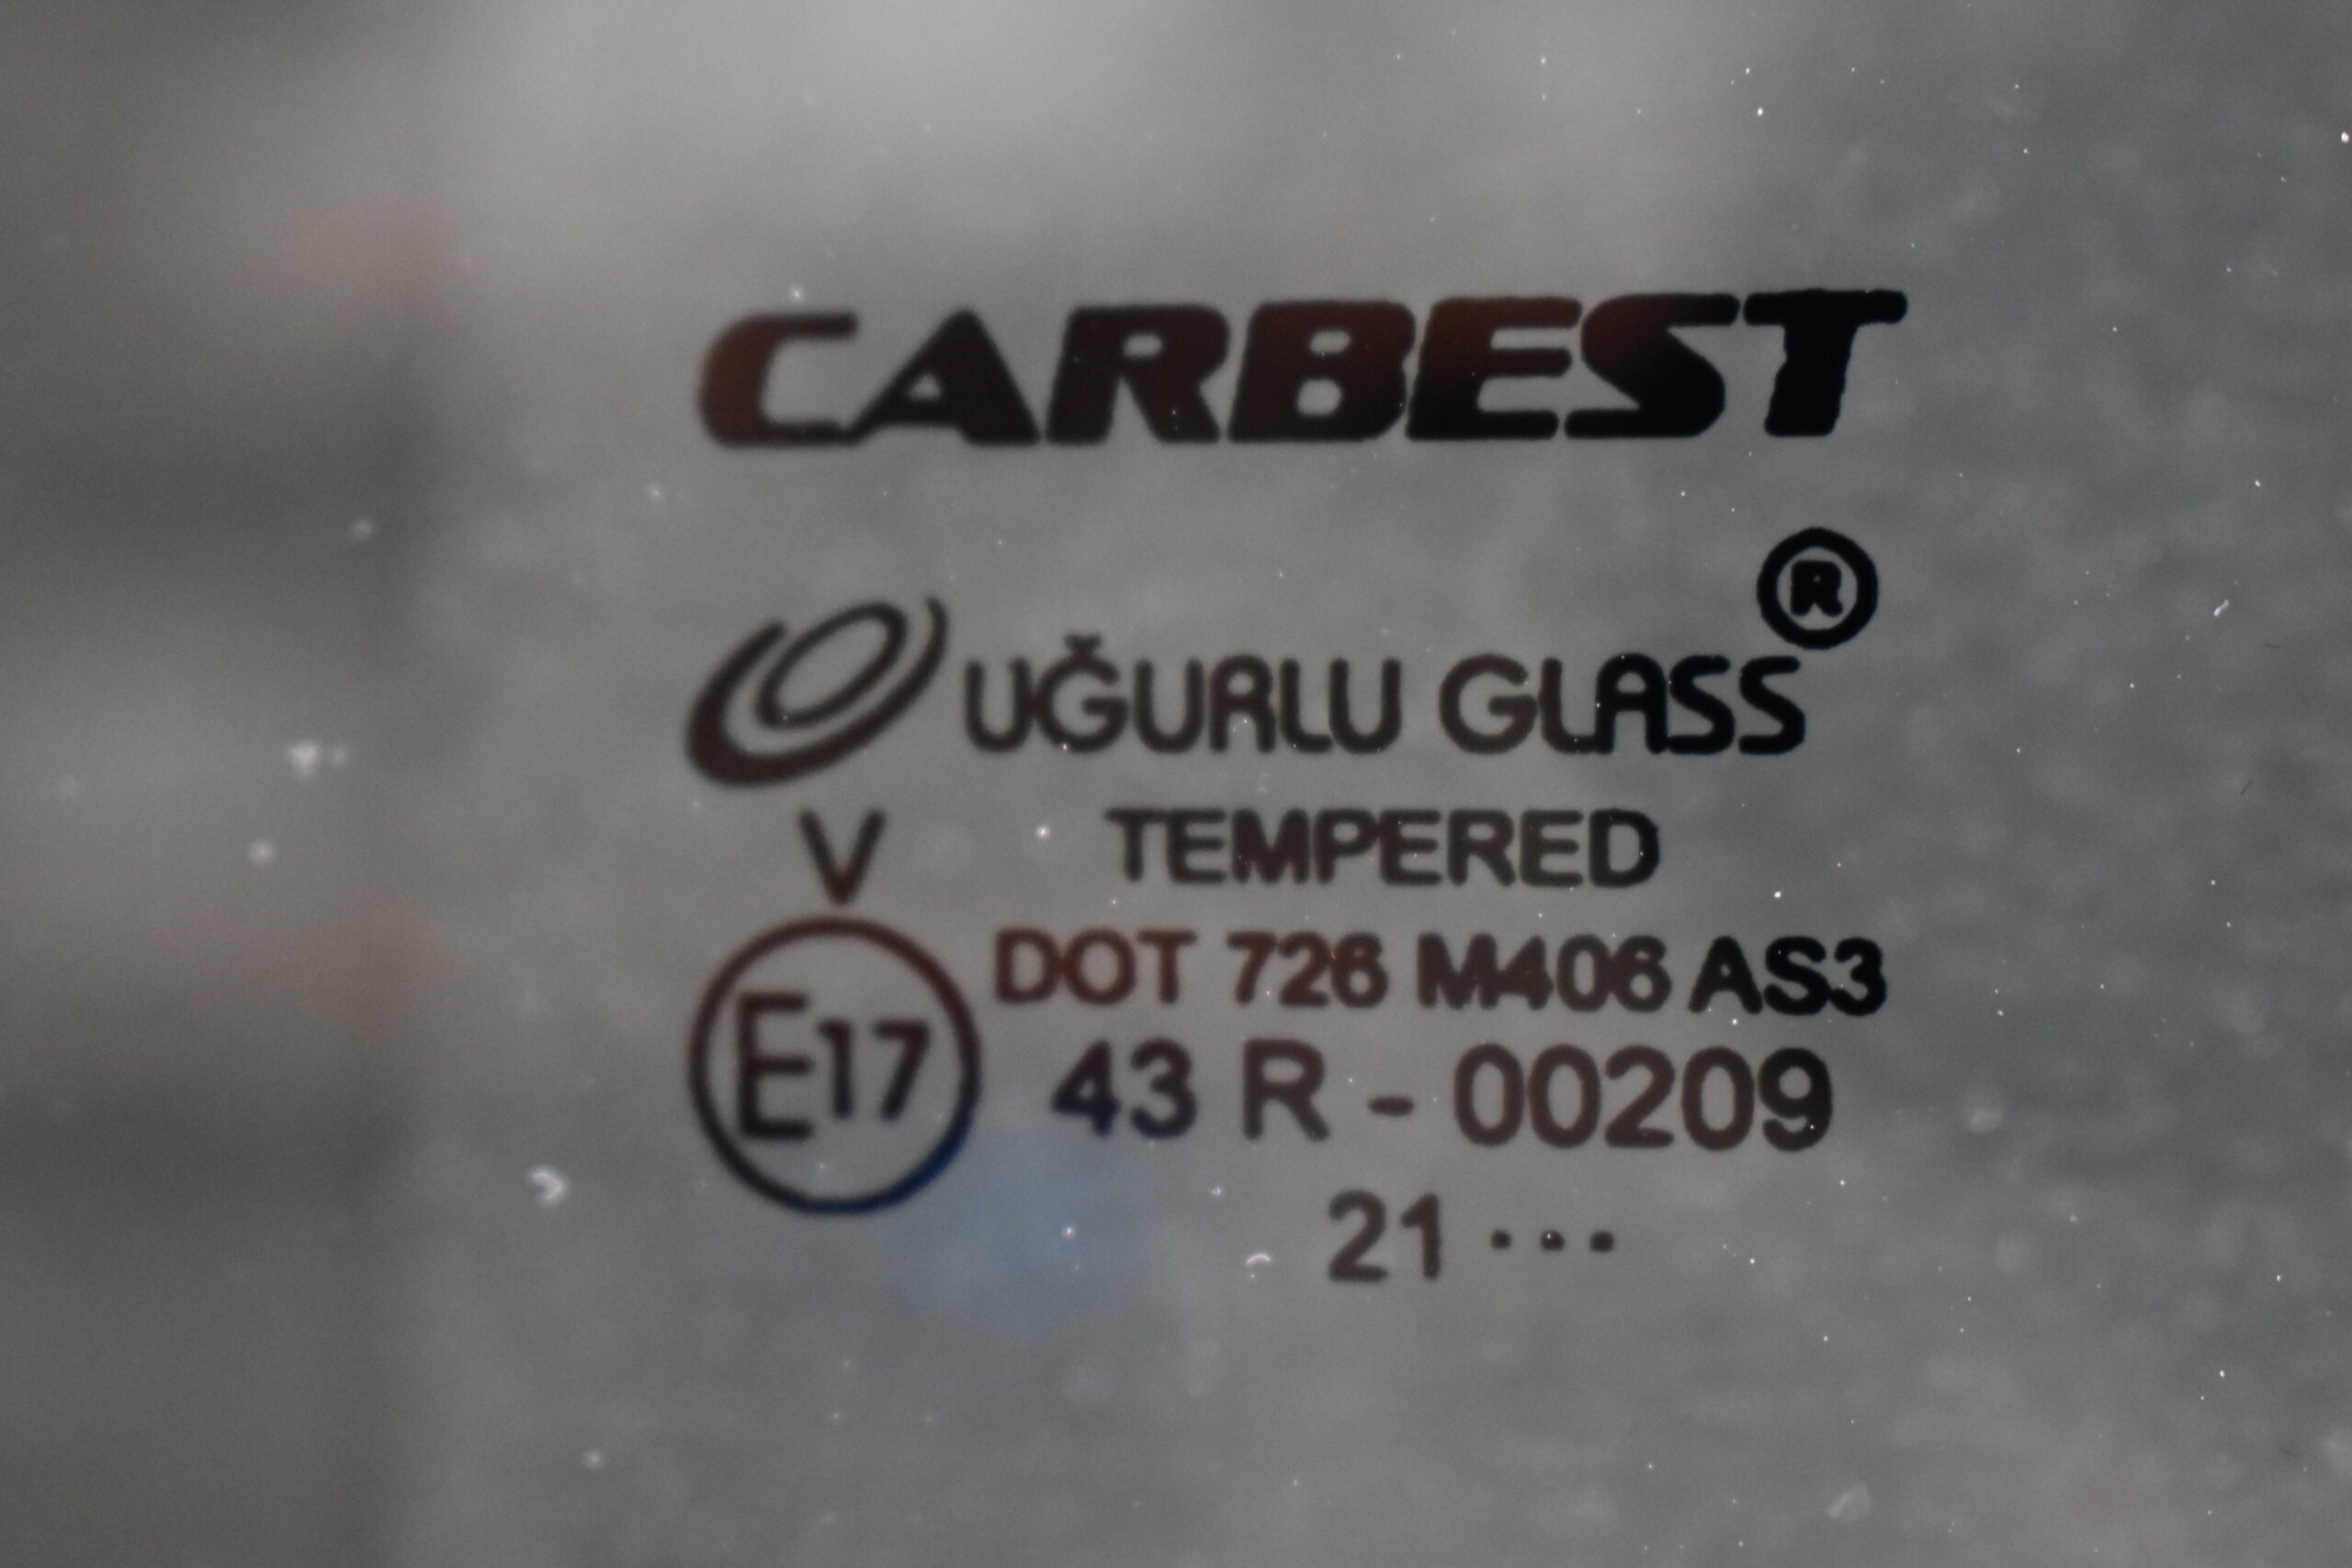 CARBEST
UĞURLU GLASS ®
V TEMPERED
DOT 726 M406 AS3
E17 43 R - 00209
21 ...